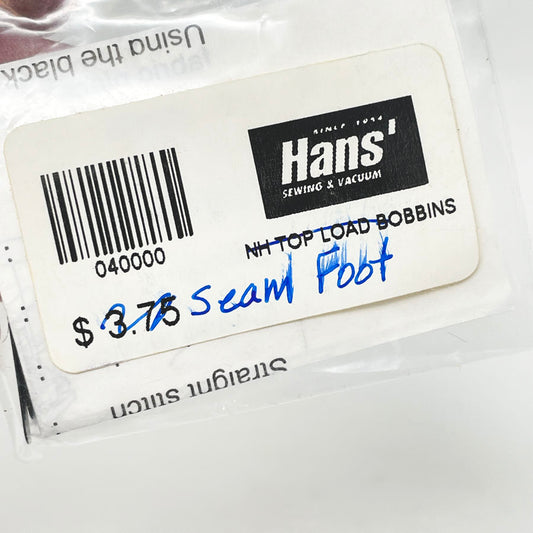 Using the black
SINCE 1954
Hans'
SEWING & VACUUM
040000
NH TOP LOAD BOBBINS
$ 3.75 Seam Foot
Straight Stitch